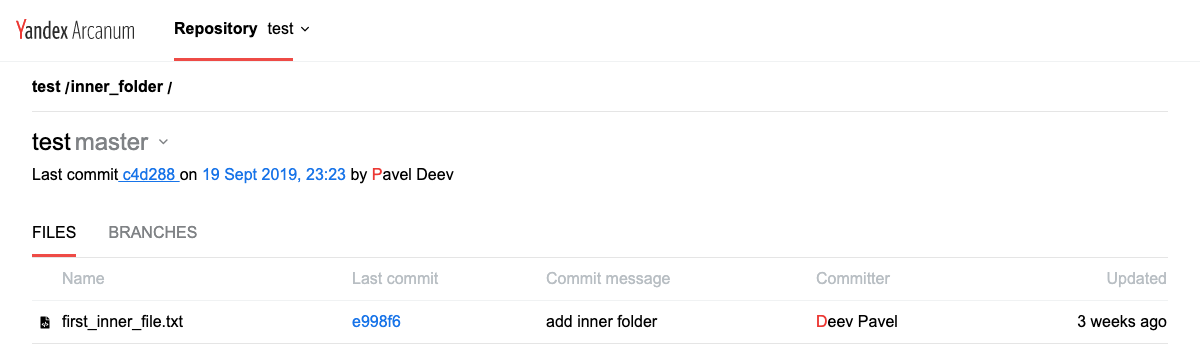 Yandex Arcanum Repository test
test /inner_folder /
test master
Last commit c4d288 on 19 Sept 2019, 23:23 by Pavel Deev
FILES BRANCHES
Name Last commit Commit message Committer Updated
first_inner_file.txt e998f6 add inner folder Deev Pavel 3 weeks ago